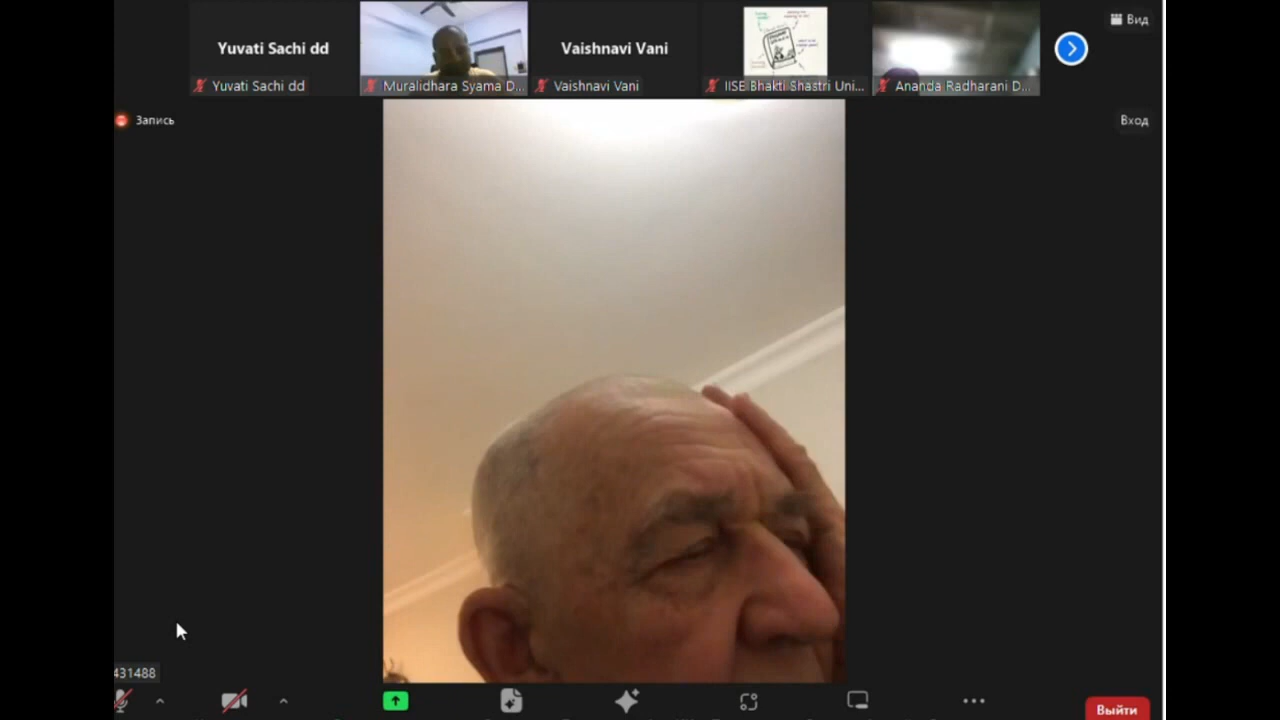 Yuvati Sachi dd
Vaishnavi Vani
Вид
Yuvati Sachi dd
Muralidhara Syama D...
Vaishnavi Vani
IISE Bhakti Shastri Uni...
Ananda Radharani D...
Запись
Вход
431488
Выйти